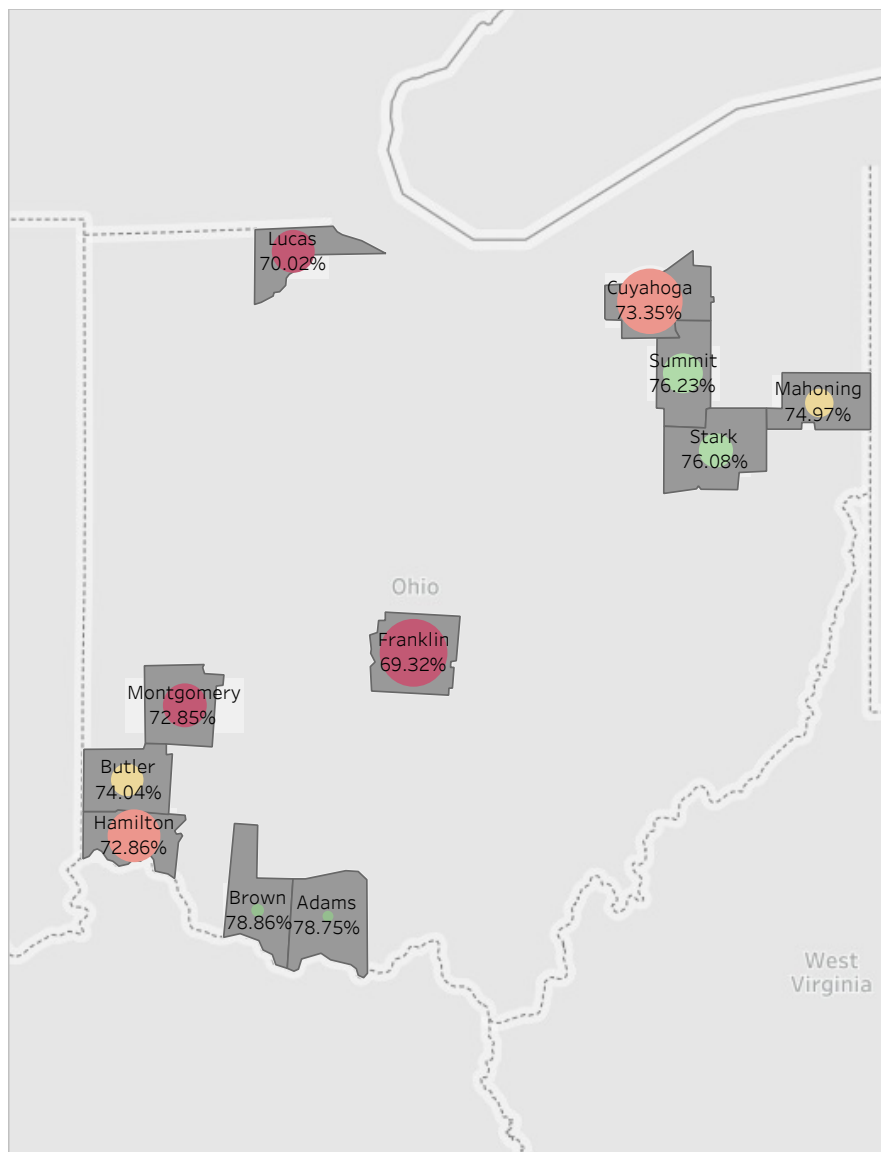 Lucas
70.02%
Cuyahoga
73.35%
Summit
76.23%
Mahoning
74.97%
Stark
76.08%
Ohio
Franklin
69.32%
Montgomery
72.85%
Butler
74.04%
Hamilton
72.86%
Brown
78.86%
Adams
78.75%
West
Virginia